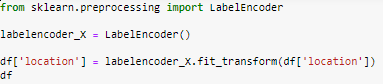 from sklearn.preprocessing import LabelEncoder
labelencoder_X = LabelEncoder()
df['location'] = labelencoder_X.fit_transform(df['location'])
df